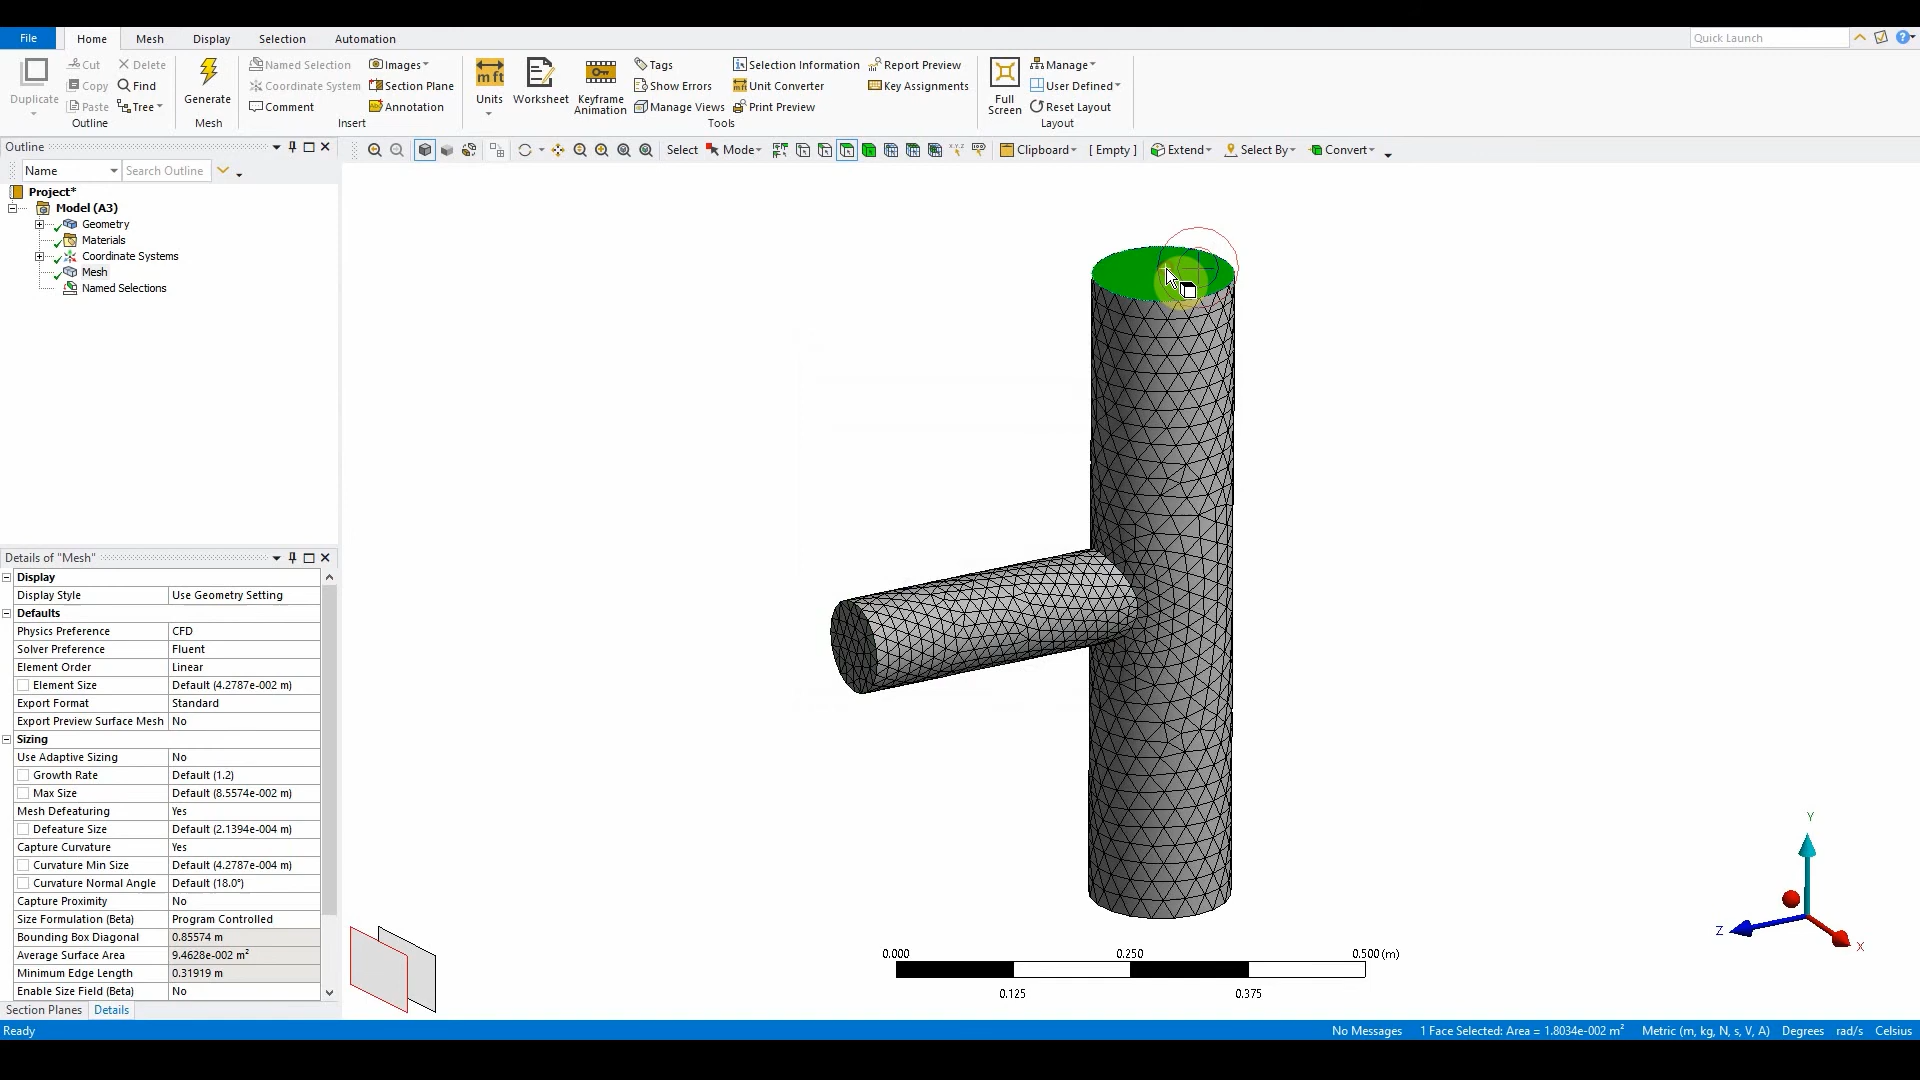 File Home Mesh Display Selection Automation Quick Launch
Duplicate Cut Copy Paste Delete Find Tree Outline
Generate Mesh
Named Selection Coordinate System Comment Images Section Plane Annotation Insert
Units Worksheet Keyframe Animation Tags Show Errors Manage Views Selection Information Unit Converter Print Preview Report Preview Key Assignments Tools
Full Screen Manage User Defined Reset Layout Layout
Outline
Select Mode Clipboard [ Empty ] Extend Select By Convert
Name Search Outline
Project*
Model (A3)
Geometry
Materials
Coordinate Systems
Mesh
Named Selections
Details of "Mesh"
Display
Display Style Use Geometry Setting
Defaults
Physics Preference CFD
Solver Preference Fluent
Element Order Linear
Element Size Default (4.2787e-002 m)
Export Format Standard
Export Preview Surface Mesh No
Sizing
Use Adaptive Sizing No
Growth Rate Default (1.2)
Max Size Default (8.5574e-002 m)
Mesh Defeaturing Yes
Defeature Size Default (2.1394e-004 m)
Capture Curvature Yes
Curvature Min Size Default (4.2787e-004 m)
Curvature Normal Angle Default (18.0°)
Capture Proximity No
Size Formulation (Beta) Program Controlled
Bounding Box Diagonal 0.85574 m
Average Surface Area 9.4628e-002 m²
Minimum Edge Length 0.31919 m
Enable Size Field (Beta) No
Section Planes Details
0.000 0.250 0.500 (m)
0.125 0.375
Y
Z
X
Ready No Messages 1 Face Selected: Area = 1.8034e-002 m² Metric (m, kg, N, s, V, A) Degrees rad/s Celsius